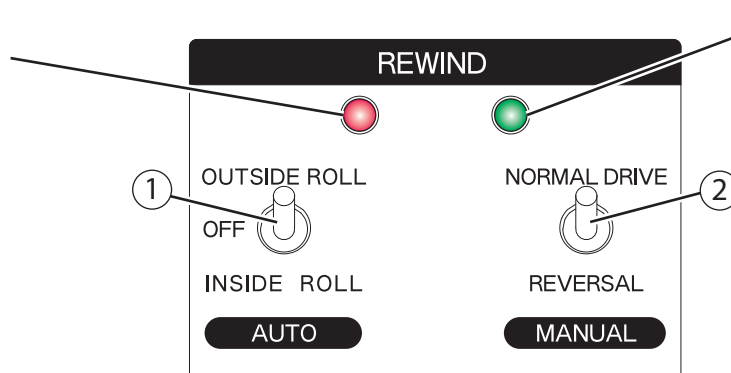 REWIND
OUTSIDE ROLL
NORMAL DRIVE
1
2
OFF
INSIDE ROLL
REVERSAL
AUTO
MANUAL